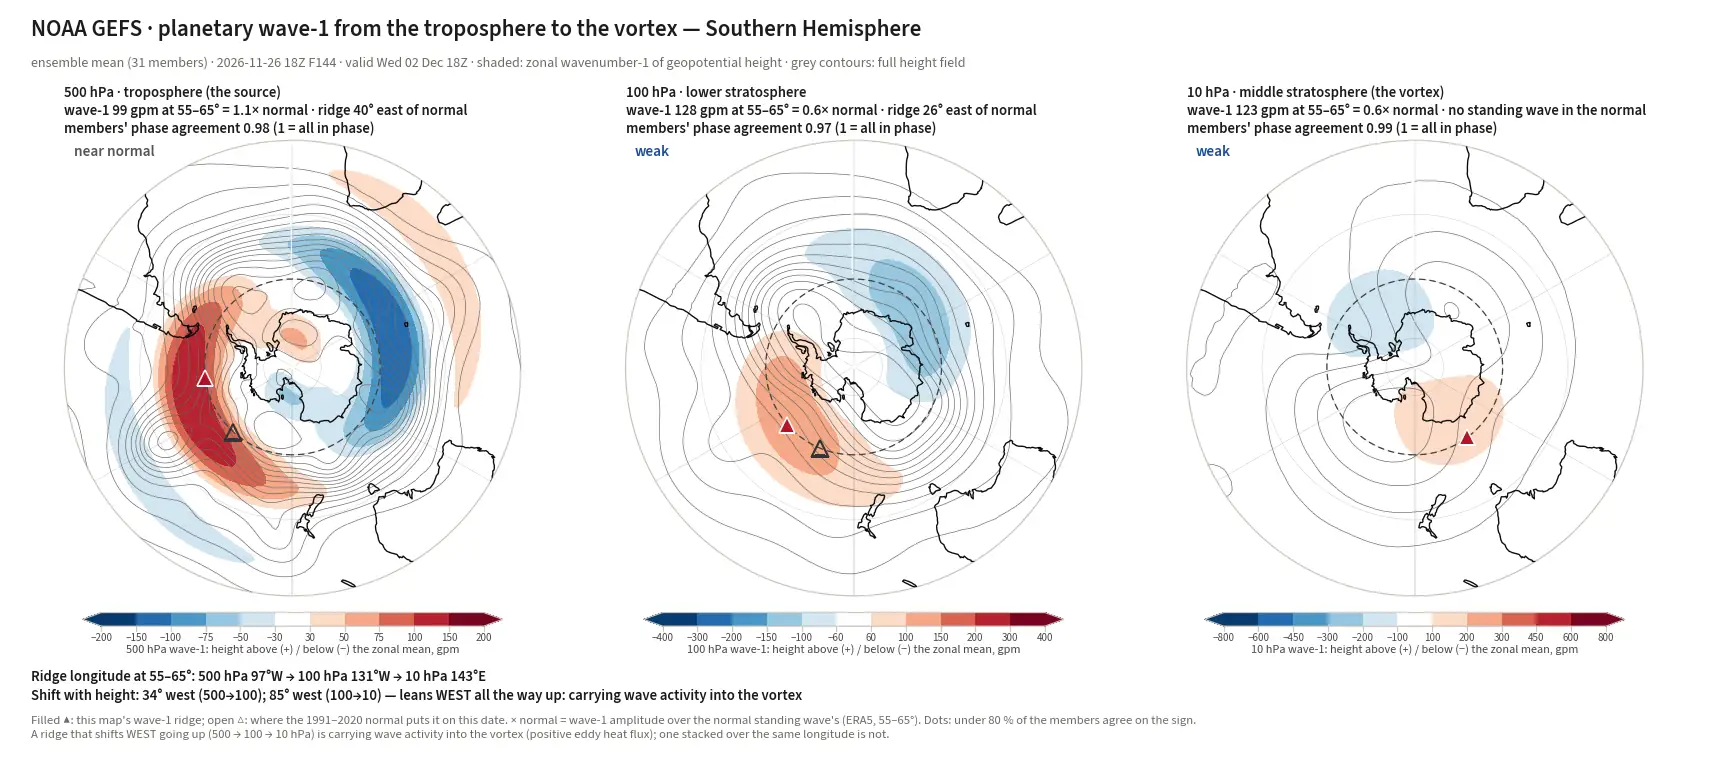 NOAA GEFS · planetary wave-1 from the troposphere to the vortex — Southern Hemisphere
ensemble mean (31 members) · 2026-11-26 18Z F144 · valid Wed 02 Dec 18Z · shaded: zonal wavenumber-1 of geopotential height · grey contours: full height field
500 hPa · troposphere (the source)
wave-1 99 gpm at 55–65° = 1.1× normal · ridge 40° east of normal
members' phase agreement 0.98 (1 = all in phase)
near normal
100 hPa · lower stratosphere
wave-1 128 gpm at 55–65° = 0.6× normal · ridge 26° east of normal
members' phase agreement 0.97 (1 = all in phase)
weak
10 hPa · middle stratosphere (the vortex)
wave-1 123 gpm at 55–65° = 0.6× normal · no standing wave in the normal
members' phase agreement 0.99 (1 = all in phase)
weak
−200 −150 −100 −75 −50 −30 30 50 75 100 150 200
500 hPa wave-1: height above (+) / below (−) the zonal mean, gpm
−400 −300 −200 −150 −100 −60 60 100 150 200 300 400
100 hPa wave-1: height above (+) / below (−) the zonal mean, gpm
−800 −600 −450 −300 −200 −100 100 200 300 450 600 800
10 hPa wave-1: height above (+) / below (−) the zonal mean, gpm
Ridge longitude at 55–65°: 500 hPa 97°W → 100 hPa 131°W → 10 hPa 143°E
Shift with height: 34° west (500→100); 85° west (100→10) — leans WEST all the way up: carrying wave activity into the vortex
Filled ▲: this map's wave-1 ridge; open △: where the 1991–2020 normal puts it on this date. × normal = wave-1 amplitude over the normal standing wave's (ERA5, 55–65°). Dots: under 80 % of the members agree on the sign.
A ridge that shifts WEST going up (500 → 100 → 10 hPa) is carrying wave activity into the vortex (positive eddy heat flux); one stacked over the same longitude is not.